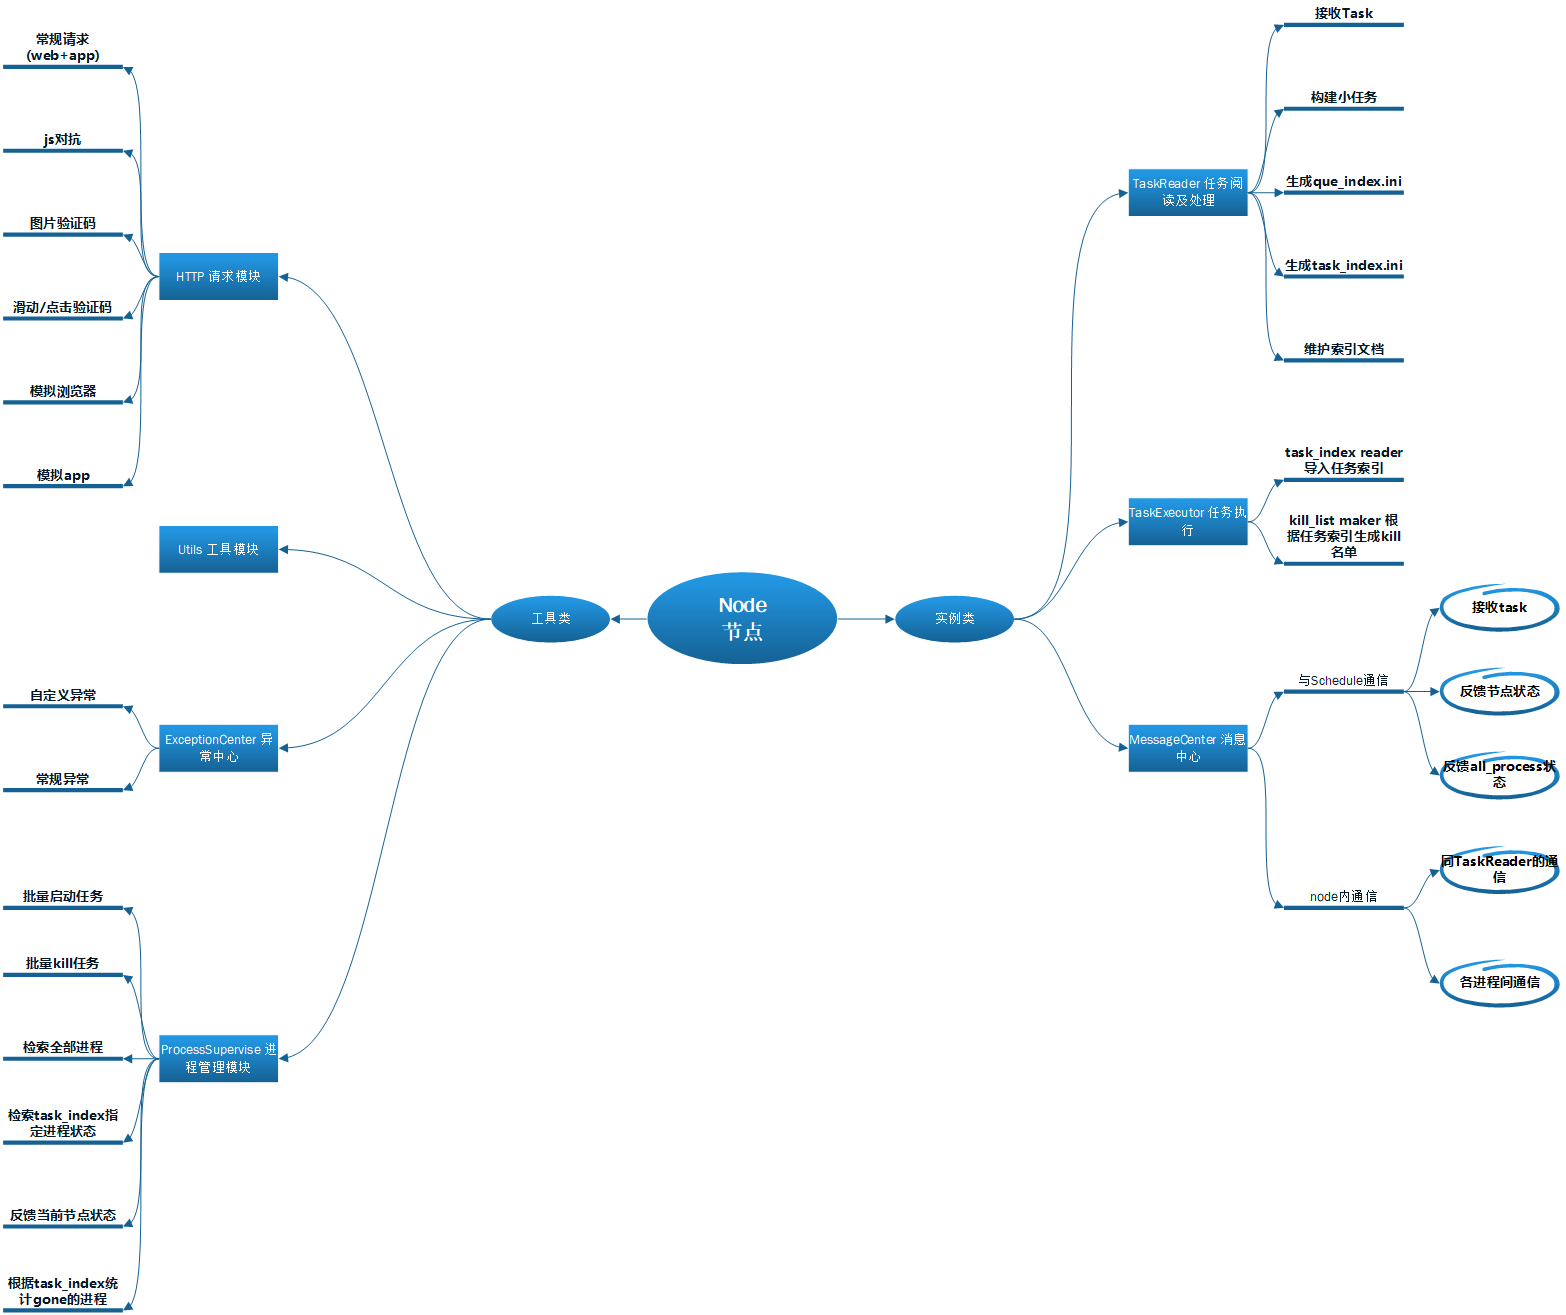 Node
节点
工具类
HTTP 请求模块
常规请求
(web+app)
js对抗
图片验证码
滑动/点击验证码
模拟浏览器
模拟app
Utils 工具模块
ExceptionCenter 异
常中心
自定义异常
常规异常
ProcessSupervise 进
程管理模块
批量启动任务
批量kill任务
检索全部进程
检索task_index指
定进程状态
反馈当前节点状态
根据task_index统
计gone的进程
实例类
TaskReader 任务阅
读及处理
接收Task
构建小任务
生成que_index.ini
生成task_index.ini
维护索引文档
TaskExecutor 任务执
行
task_index reader
导入任务索引
kill_list maker 根
据任务索引生成kill
名单
MessageCenter 消息
中心
与Schedule通信
接收task
反馈节点状态
反馈all_process状
态
node内通信
同TaskReader的通
信
各进程间通信